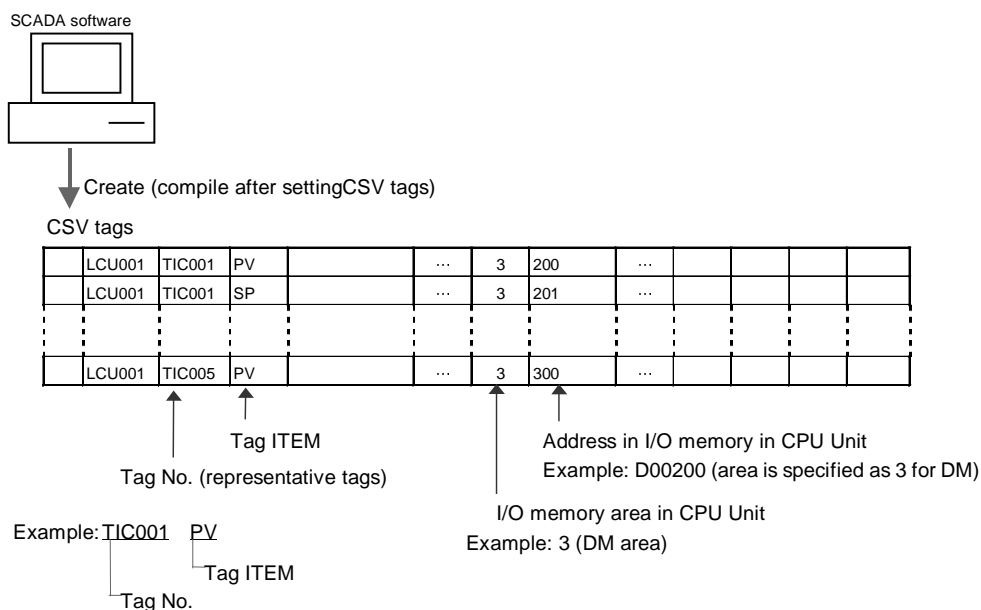 SCADA software
Create (compile after settingCSV tags)
CSV tags
LCU001 TIC001 PV ... 3 200 ...
LCU001 TIC001 SP ... 3 201 ...
LCU001 TIC005 PV ... 3 300 ...
Tag ITEM
Address in I/O memory in CPU Unit
Tag No. (representative tags)
Example: D00200 (area is specified as 3 for DM)
I/O memory area in CPU Unit
Example: 3 (DM area)
Example: TIC001 PV
Tag ITEM
Tag No.